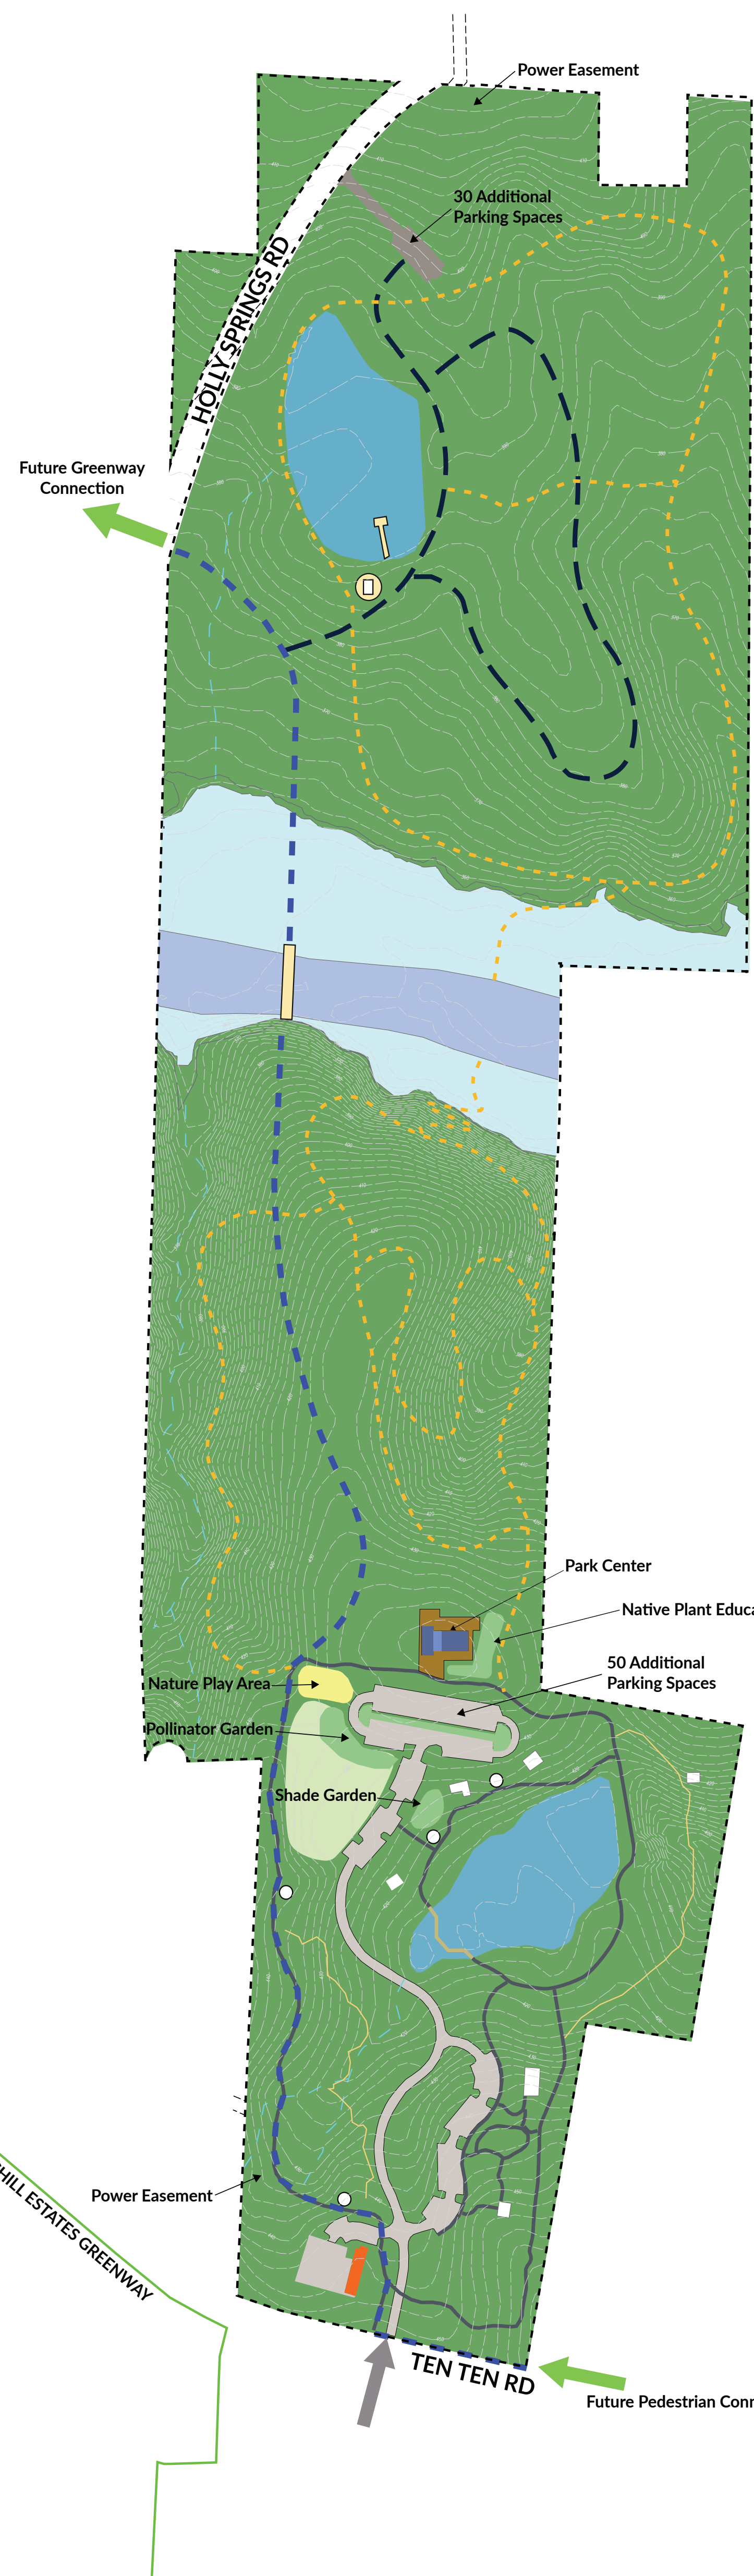 Power Easement
30 Additional
Parking Spaces
HOLLY SPRINGS RD
Future Greenway
Connection
Park Center
Native Plant Educa
50 Additional
Parking Spaces
Nature Play Area
Pollinator Garden
Shade Garden
Power Easement
HILL ESTATES GREENWAY
TEN TEN RD
Future Pedestrian Conn